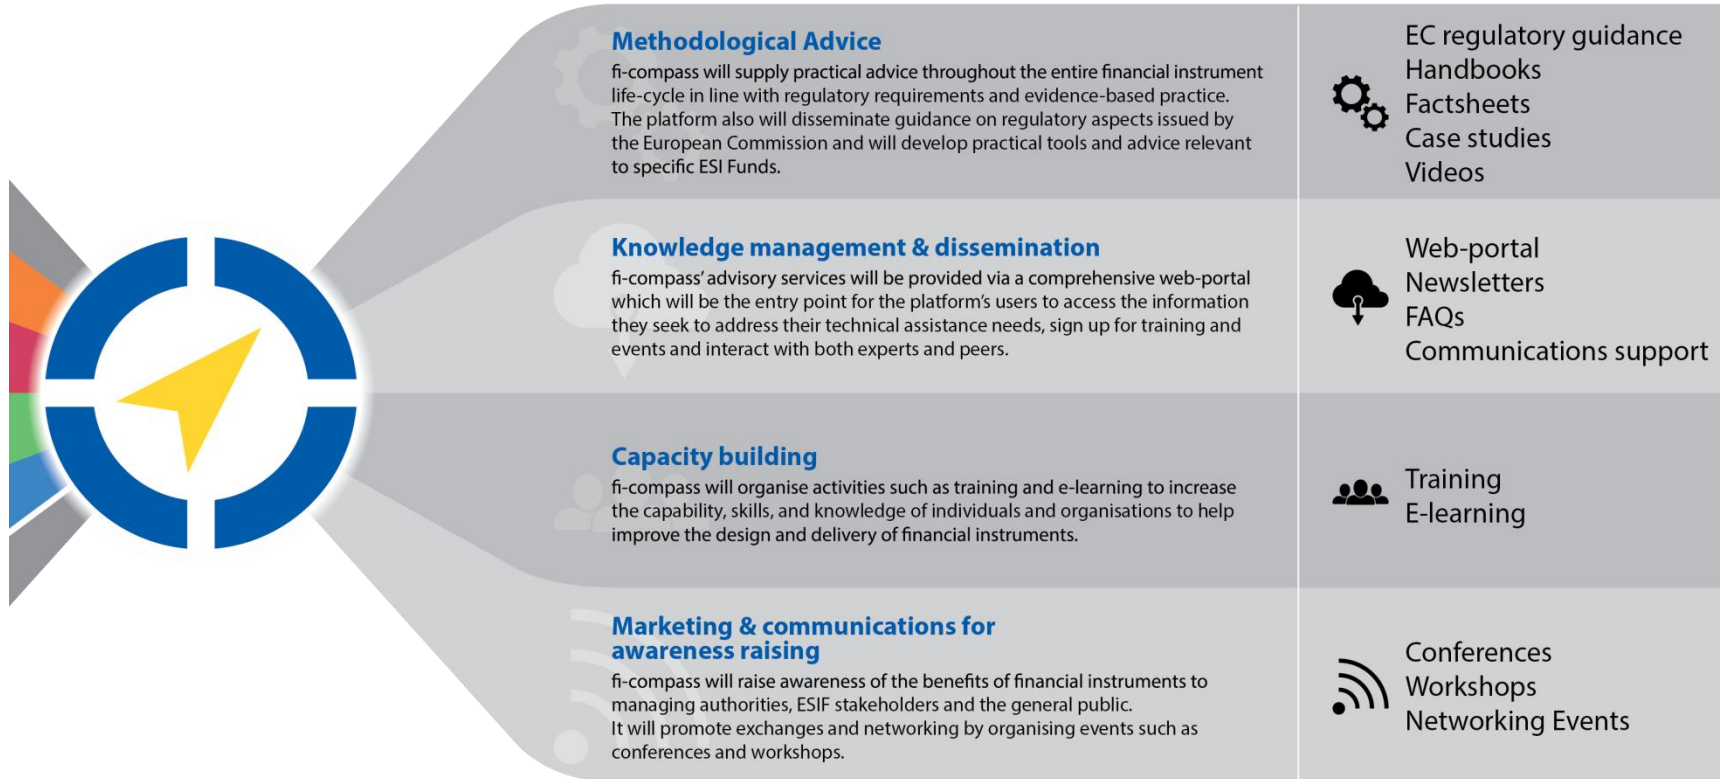 Methodological Advice
fi-compass will supply practical advice throughout the entire financial instrument
life-cycle in line with regulatory requirements and evidence-based practice.
The platform also will disseminate guidance on regulatory aspects issued by
the European Commission and will develop practical tools and advice relevant
to specific ESI Funds.
EC regulatory guidance
Handbooks
Factsheets
Case studies
Videos
Knowledge management & dissemination
fi-compass’ advisory services will be provided via a comprehensive web-portal
which will be the entry point for the platform’s users to access the information
they seek to address their technical assistance needs, sign up for training and
events and interact with both experts and peers.
Web-portal
Newsletters
FAQs
Communications support
Capacity building
fi-compass will organise activities such as training and e-learning to increase
the capability, skills, and knowledge of individuals and organisations to help
improve the design and delivery of financial instruments.
Training
E-learning
Marketing & communications for
awareness raising
fi-compass will raise awareness of the benefits of financial instruments to
managing authorities, ESIF stakeholders and the general public.
It will promote exchanges and networking by organising events such as
conferences and workshops.
Conferences
Workshops
Networking Events